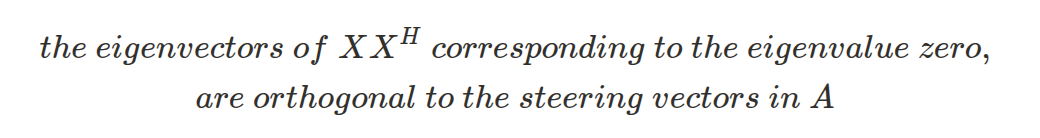 the eigenvectors of XX^H corresponding to the eigenvalue zero,
are orthogonal to the steering vectors in A